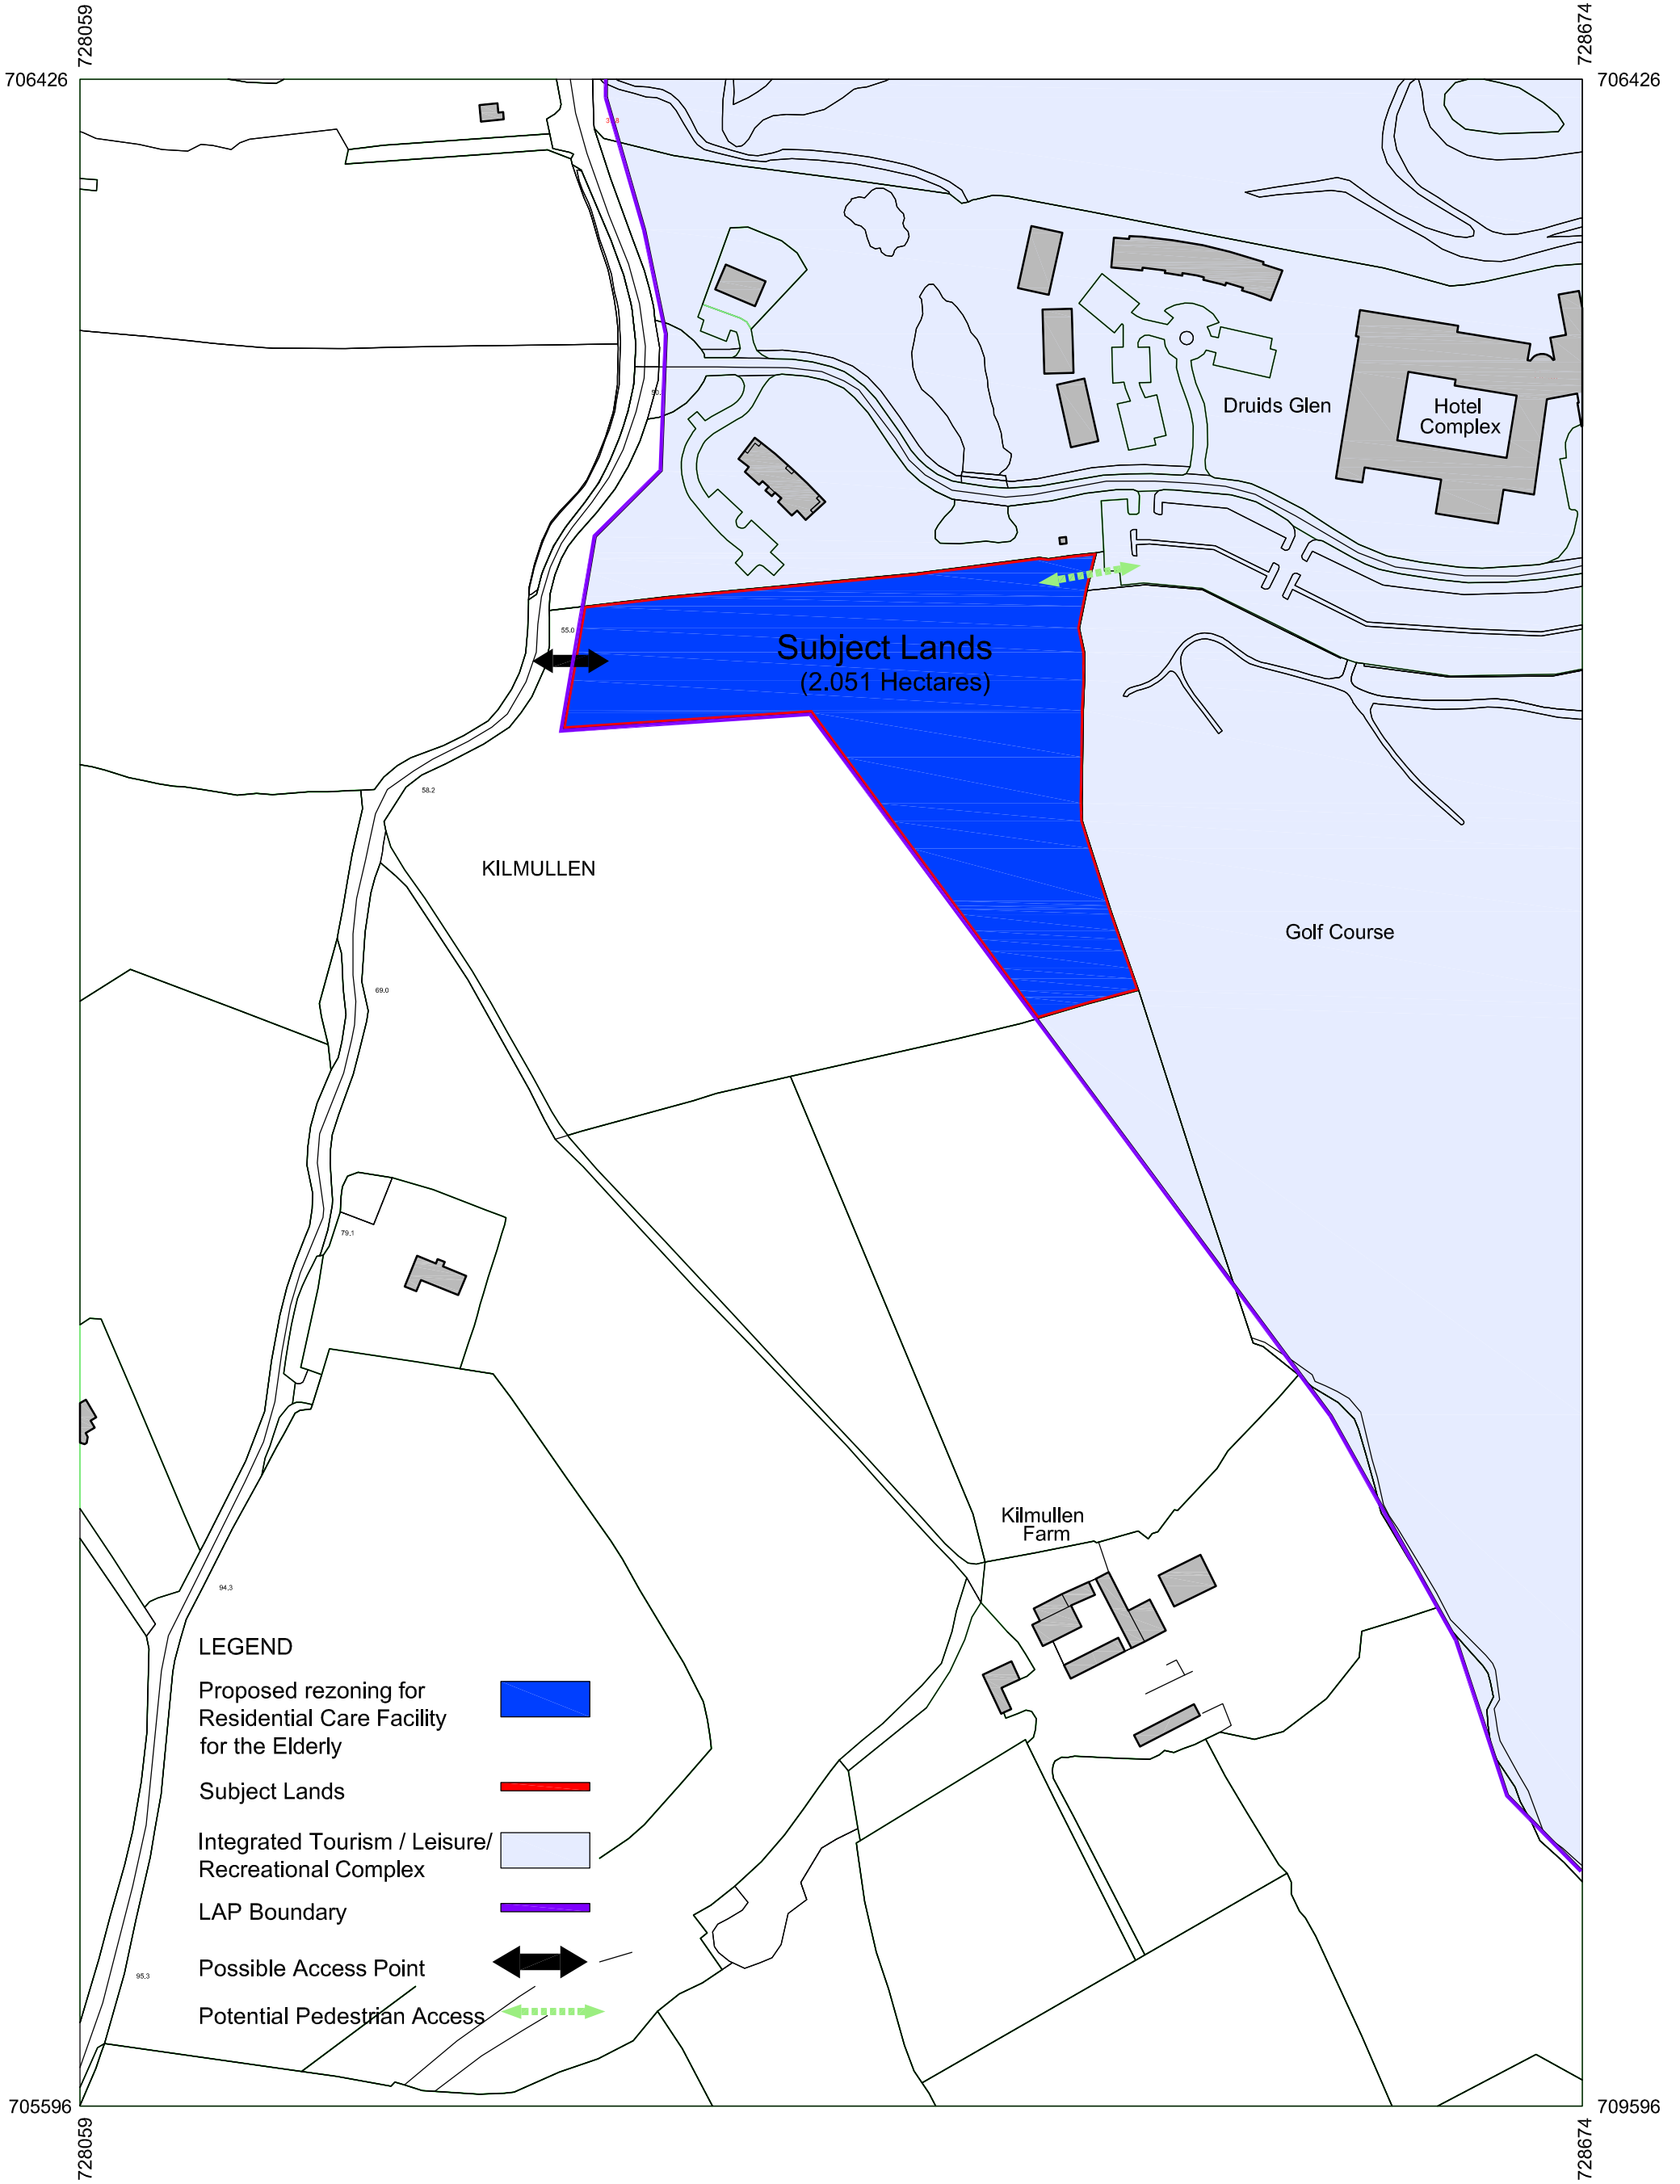 728059
728674
706426
706426
Druids Glen
Hotel
Complex
55.0
Subject Lands
(2.051 Hectares)
58.2
KILMULLEN
Golf Course
69.0
79.1
Kilmullen
Farm
94.3
LEGEND
Proposed rezoning for
Residential Care Facility
for the Elderly
Subject Lands
Integrated Tourism / Leisure/
Recreational Complex
LAP Boundary
Possible Access Point
95.3
Potential Pedestrian Access
705596
709596
728059
728674